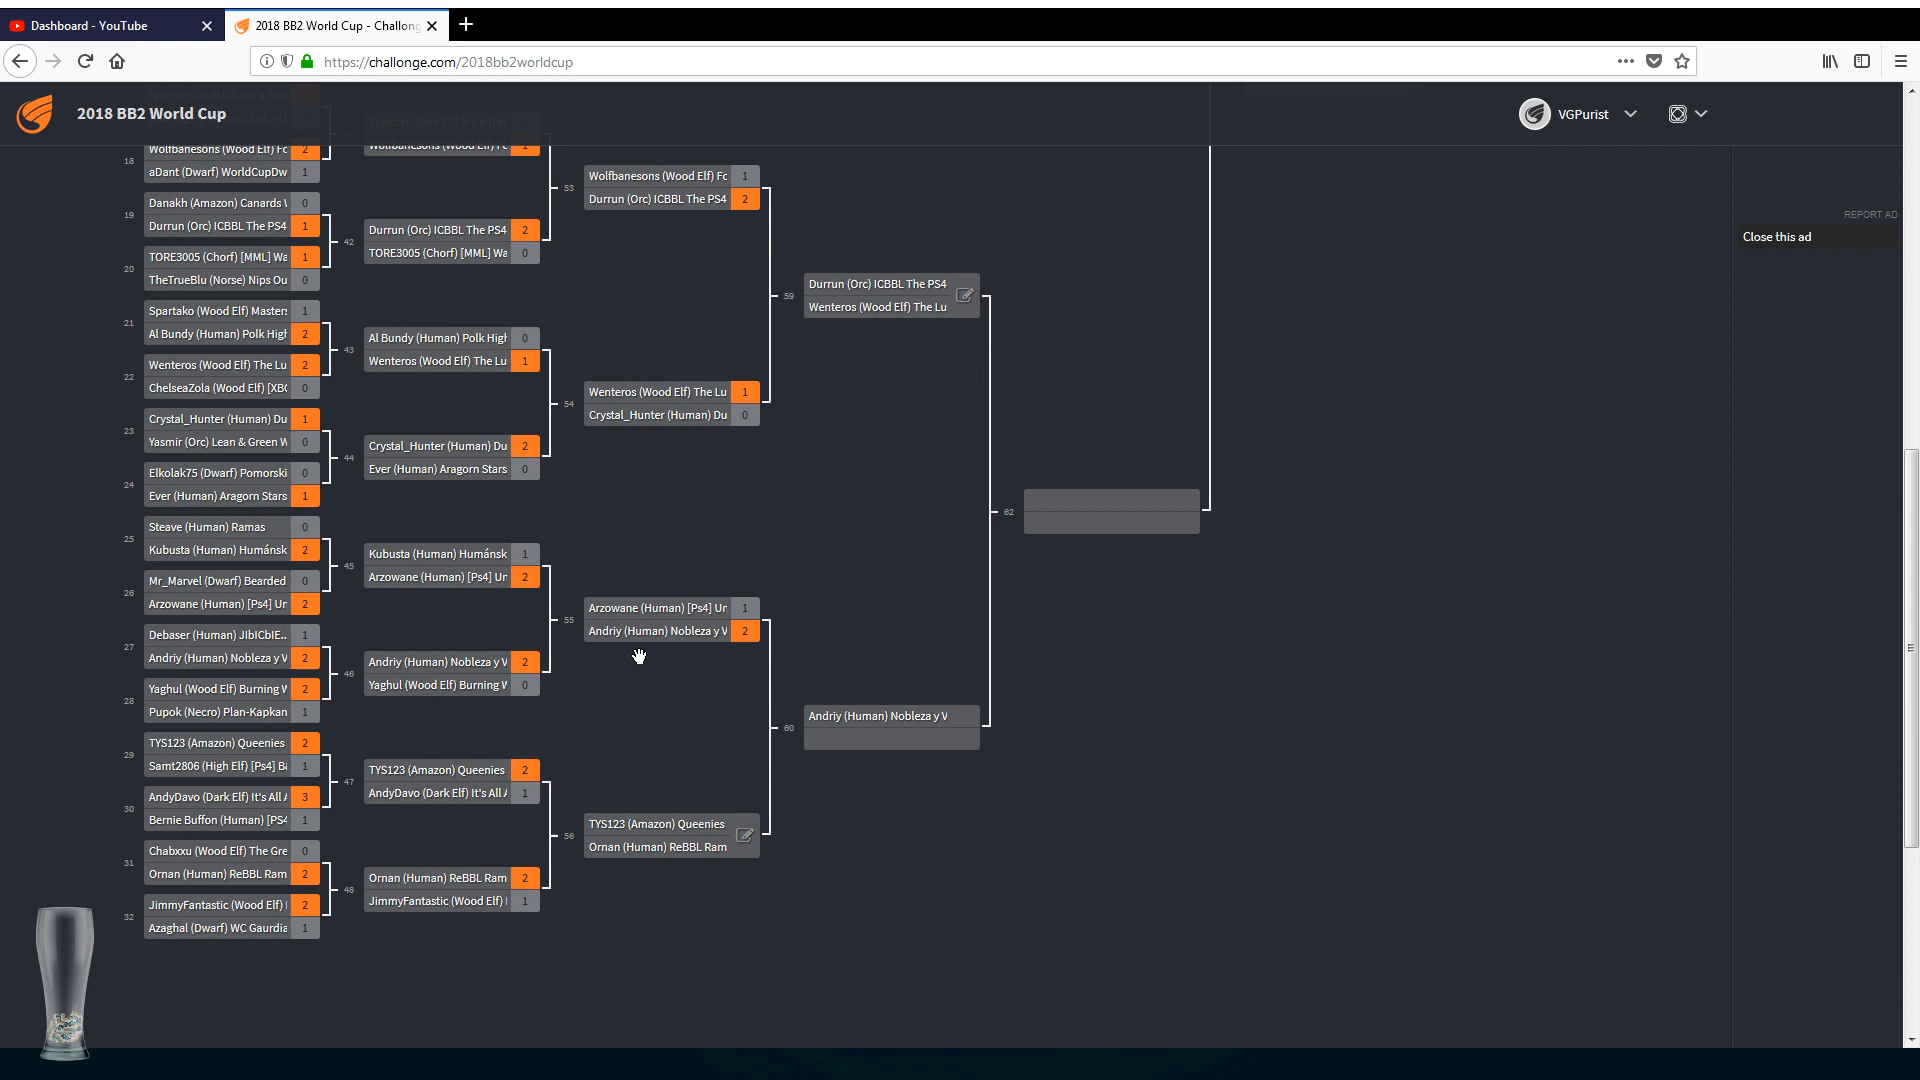 Dashboard - YouTube
2018 BB2 World Cup - Challong
https://challonge.com/2018bb2worldcup
2018 BB2 World Cup
VGPurist
REPORT AD
Close this ad
18
Wolfbanesons (Wood Elf) Fc 2
aDant (Dwarf) WorldCupDw 1
19
Danakh (Amazon) Canards 0
Durrun (Orc) ICBBL The PS4 1
20
TORE3005 (Chorf) [MML] Wa 1
TheTrueBlu (Norse) Nips Ou 0
21
Spartako (Wood Elf) Master: 1
Al Bundy (Human) Polk High 2
22
Wenteros (Wood Elf) The Lu 2
ChelseaZola (Wood Elf) [XB( 0
23
Crystal_Hunter (Human) Du 1
Yasmir (Orc) Lean & Green W 0
24
Elkolak75 (Dwarf) Pomorski 0
Ever (Human) Aragorn Stars 1
25
Steave (Human) Ramas 0
Kubusta (Human) Humánsk 2
26
Mr_Marvel (Dwarf) Bearded 0
Arzowane (Human) [Ps4] Ur 2
27
Debaser (Human) JIbICbIE.. 1
Andriy (Human) Nobleza y V 2
28
Yaghul (Wood Elf) Burning W 2
Pupok (Necro) Plan-Kapkan 1
29
TYS123 (Amazon) Queenies 2
Samt2806 (High Elf) [Ps4] B 1
30
AndyDavo (Dark Elf) It's All 3
Bernie Buffon (Human) [PS4 1
31
Chabxxu (Wood Elf) The Gre 0
Ornan (Human) ReBBL Ram 2
32
JimmyFantastic (Wood Elf) 2
Azaghal (Dwarf) WC Gaurdia 1
Wolfbanesons (Wood Elf) 1
42
Durrun (Orc) ICBBL The PS4 2
TORE3005 (Chorf) [MML] Wa 0
43
Al Bundy (Human) Polk High 0
Wenteros (Wood Elf) The Lu 1
44
Crystal_Hunter (Human) Du 2
Ever (Human) Aragorn Stars 0
45
Kubusta (Human) Humánsk 1
Arzowane (Human) [Ps4] Ur 2
46
Andriy (Human) Nobleza y V 2
Yaghul (Wood Elf) Burning W 0
47
TYS123 (Amazon) Queenies 2
AndyDavo (Dark Elf) It's All 1
48
Ornan (Human) ReBBL Ram 2
JimmyFantastic (Wood Elf) 1
53
Wolfbanesons (Wood Elf) Fc 1
Durrun (Orc) ICBBL The PS4 2
54
Wenteros (Wood Elf) The Lu 1
Crystal_Hunter (Human) Du 0
55
Arzowane (Human) [Ps4] Ur 1
Andriy (Human) Nobleza y V 2
56
TYS123 (Amazon) Queenies
Ornan (Human) ReBBL Ram
59
Durrun (Orc) ICBBL The PS4
Wenteros (Wood Elf) The Lu
60
Andriy (Human) Nobleza y V
62